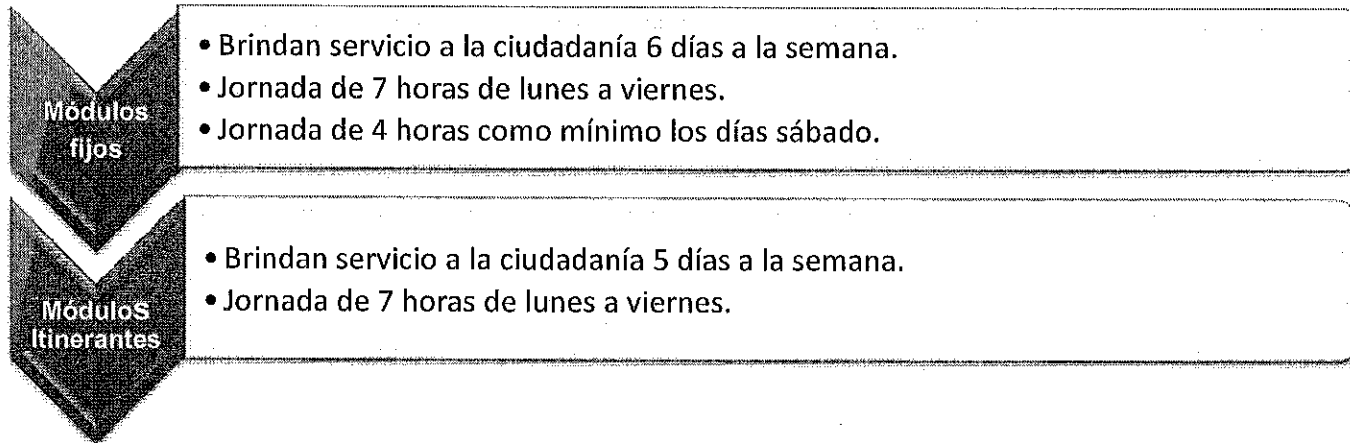 Módulos
fijos
• Brindan servicio a la ciudadanía 6 días a la semana.
• Jornada de 7 horas de lunes a viernes.
• Jornada de 4 horas como mínimo los días sábado.
MóduloS
Itinerantes
• Brindan servicio a la ciudadanía 5 días a la semana.
• Jornada de 7 horas de lunes a viernes.